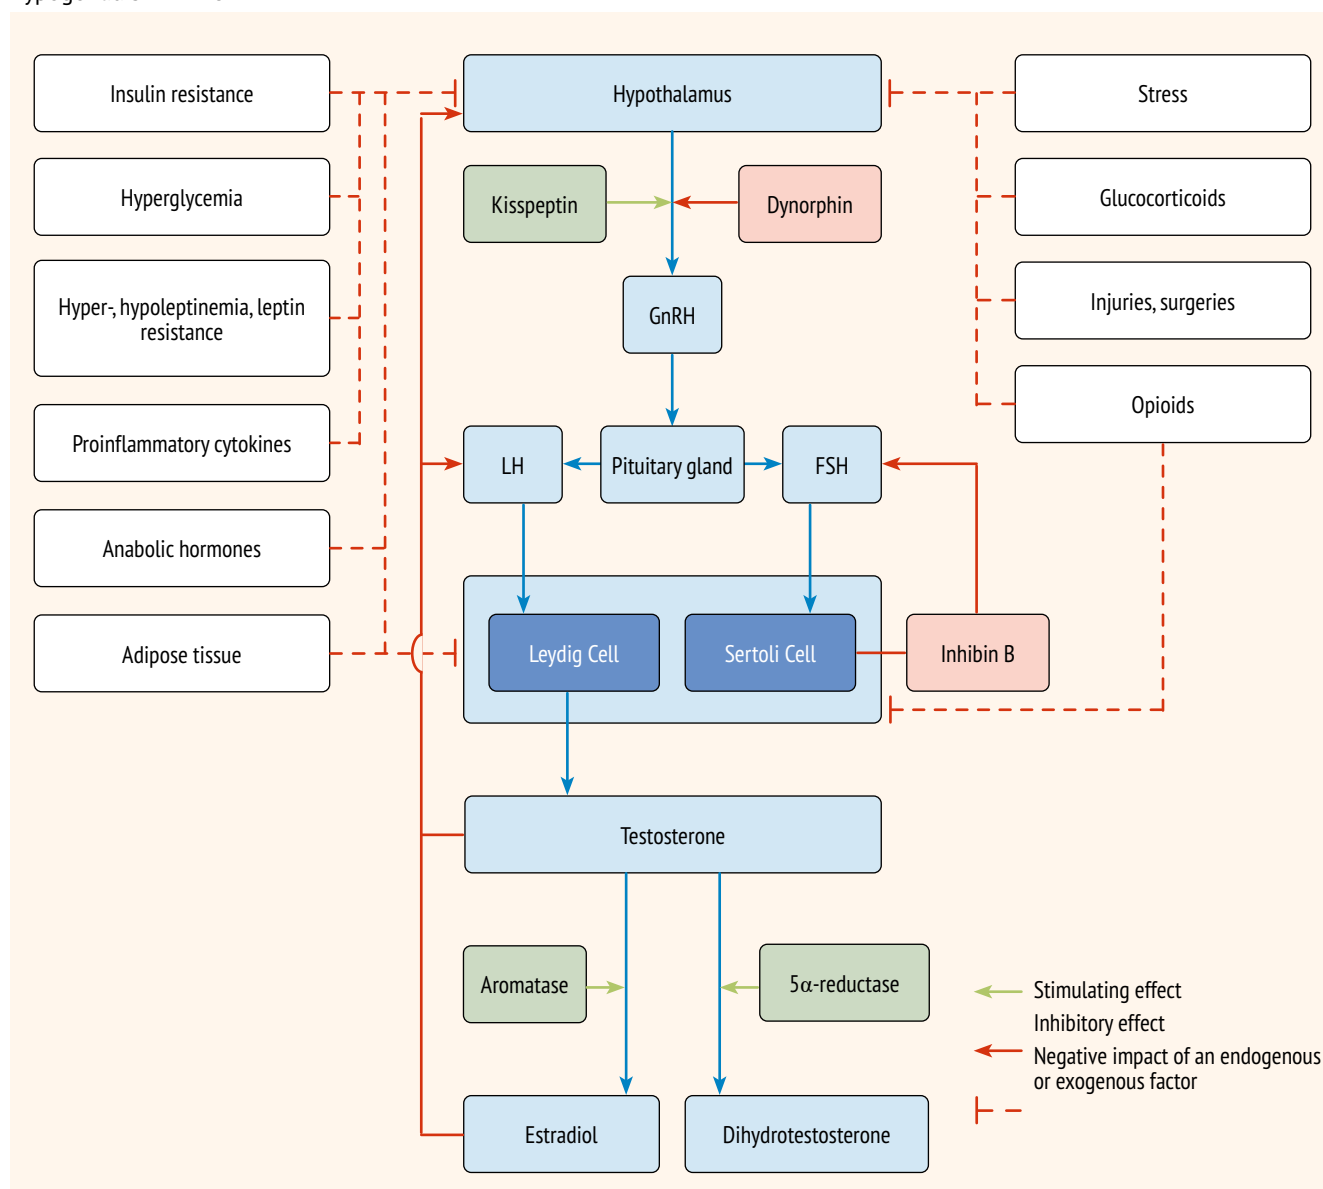 Insulin resistance
Hypothalamus
Stress
Hyperglycemia
Kisspeptin
Dynorphin
Glucocorticoids
Hyper-, hypoleptinemia, leptin
resistance
GnRH
Injuries, surgeries
Opioids
Proinflammatory cytokines
LH
Pituitary gland
FSH
Anabolic hormones
Adipose tissue
Leydig Cell
Sertoli Cell
Inhibin B
Testosterone
Aromatase
5α-reductase
Stimulating effect
Inhibitory effect
Negative impact of an endogenous
or exogenous factor
Estradiol
Dihydrotestosterone